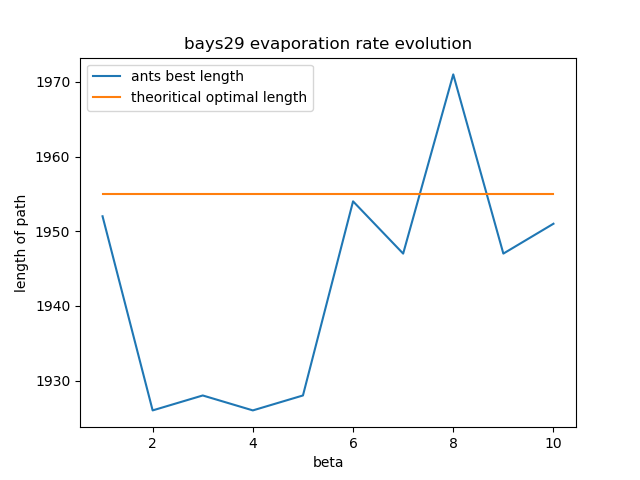 bays29 evaporation rate evolution
ants best length
theoritical optimal length
length of path
1970
1960
1950
1940
1930
2 4 6 8 10
beta